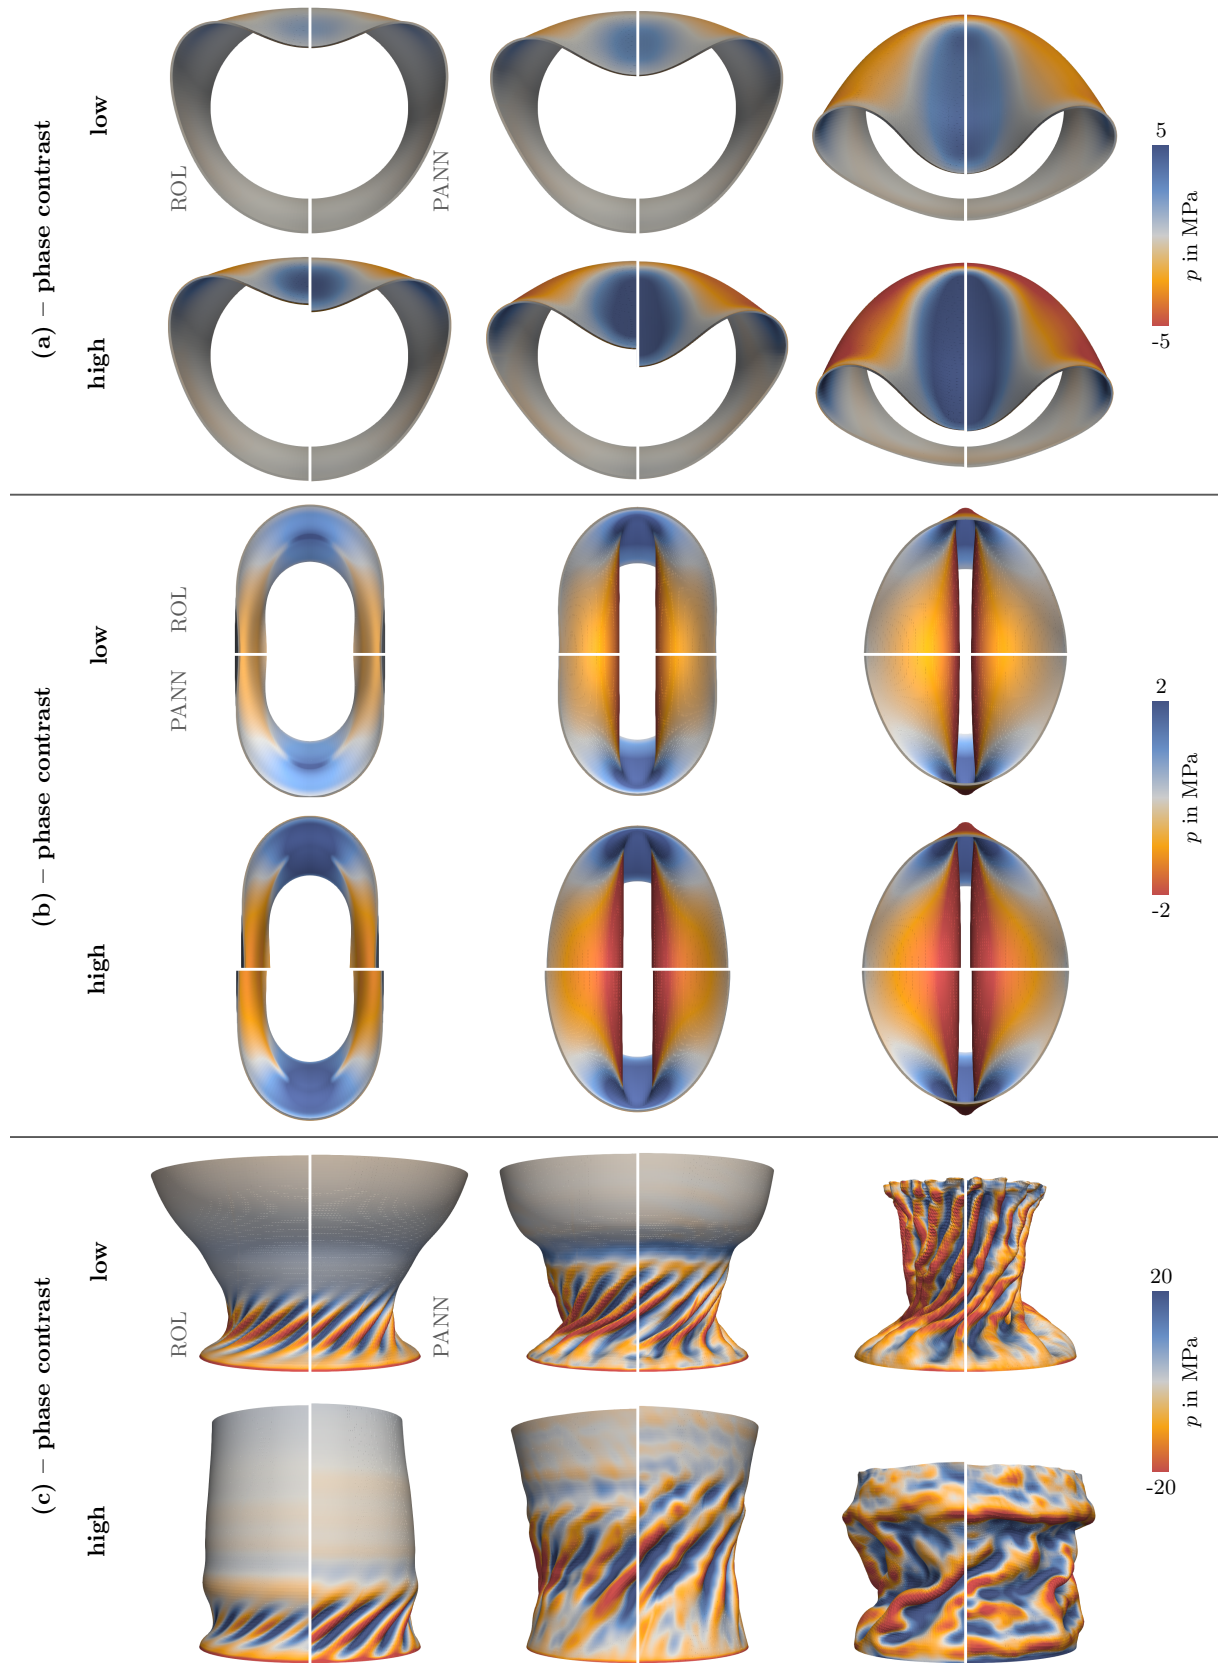 (a) – phase contrast
low
high
ROL
PANN
5
-5
p in MPa
(b) – phase contrast
low
high
PANN
ROL
2
-2
p in MPa
(c) – phase contrast
low
high
ROL
PANN
20
-20
p in MPa